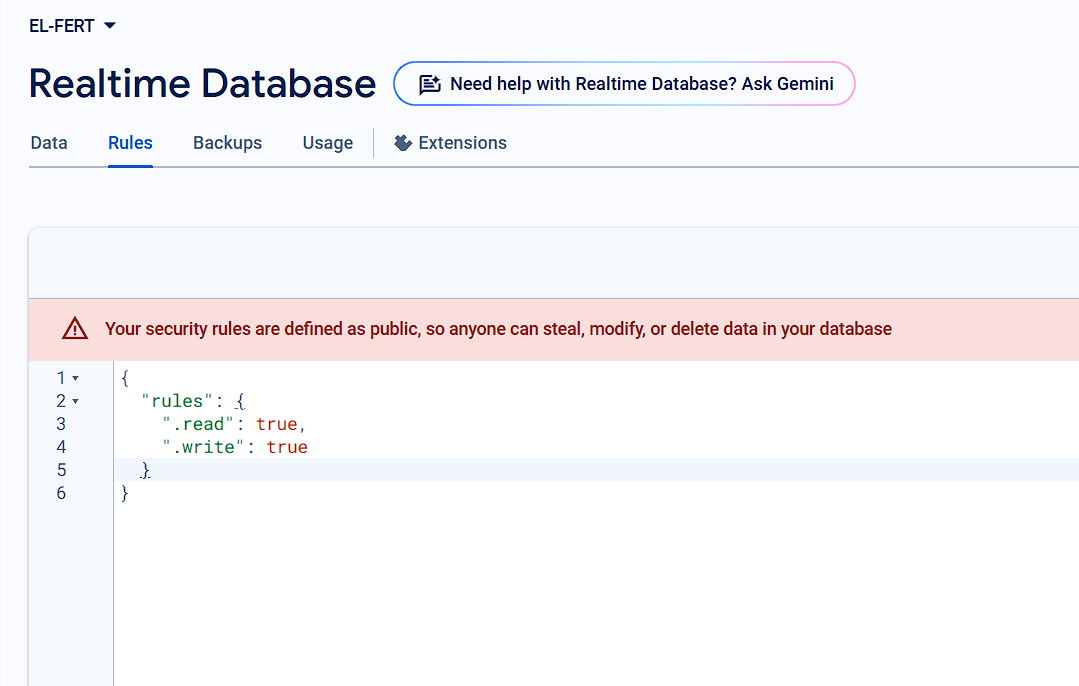 EL-FERT
Realtime Database
Need help with Realtime Database? Ask Gemini
Data Rules Backups Usage Extensions
Your security rules are defined as public, so anyone can steal, modify, or delete data in your database
1 {
2 "rules": {
3 ".read": true,
4 ".write": true
5 }
6 }